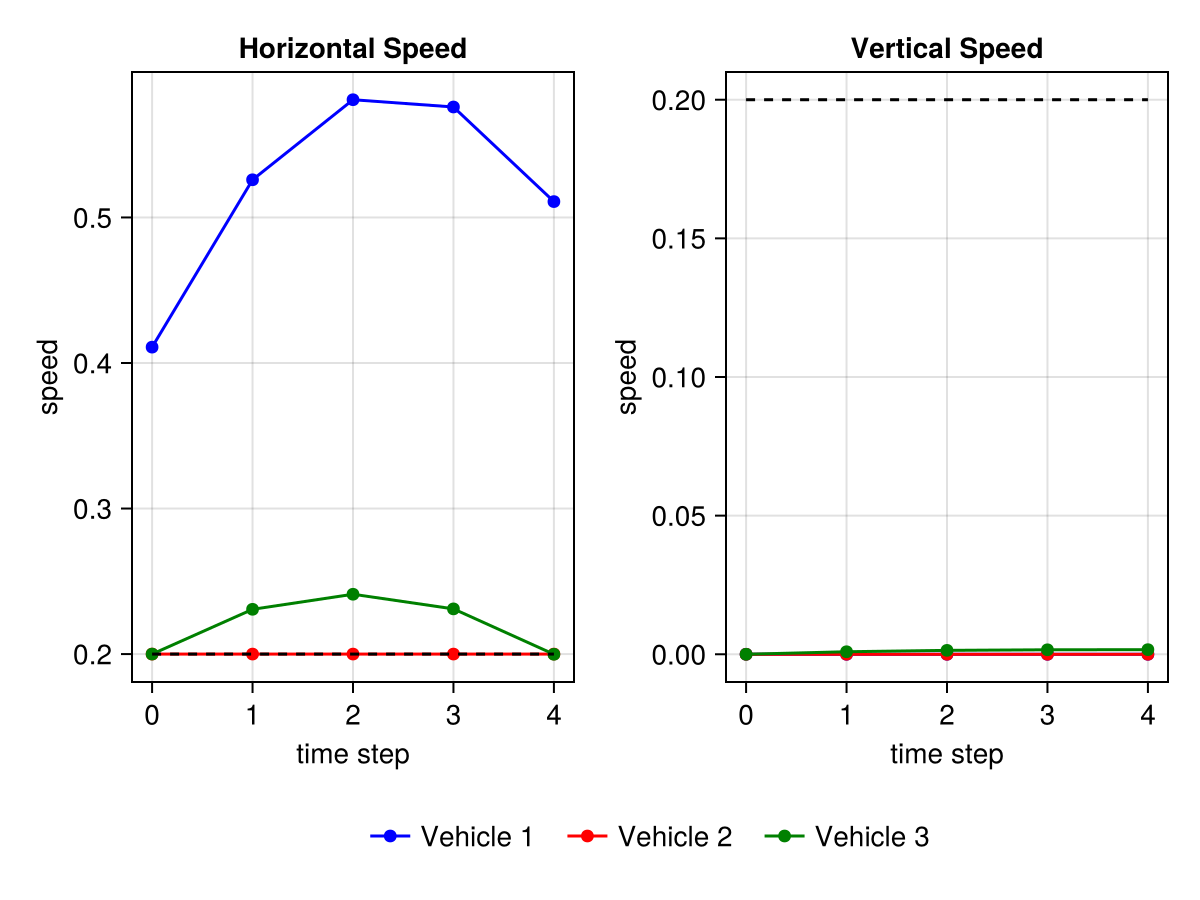 Horizontal Speed
speed
0.5
0.4
0.3
0.2
0 1 2 3 4
time step
Vertical Speed
speed
0.20
0.15
0.10
0.05
0.00
0 1 2 3 4
time step
Vehicle 1 Vehicle 2 Vehicle 3